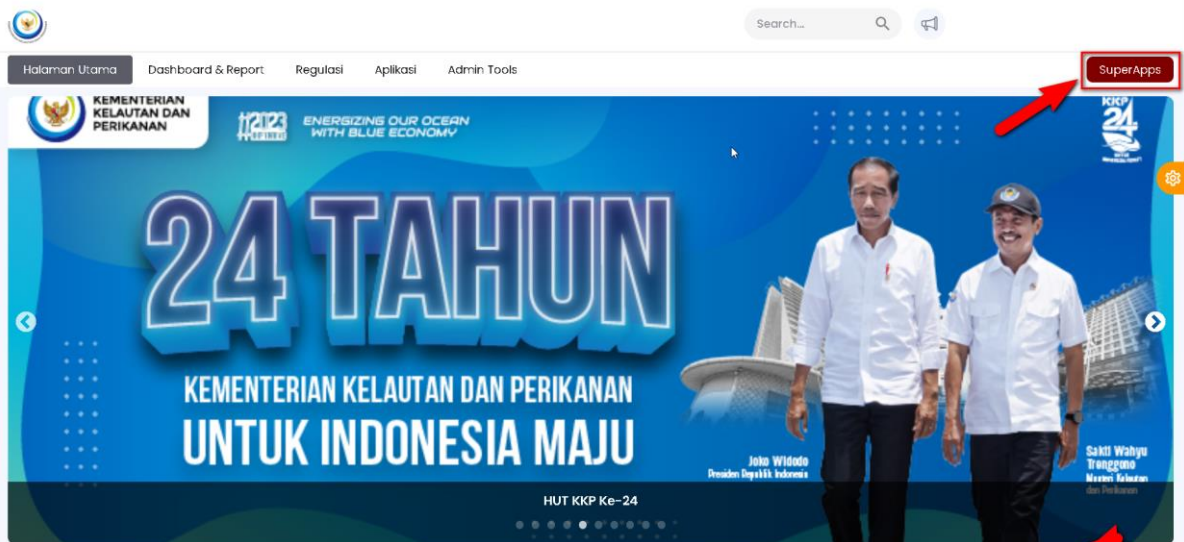 Search...
Halaman Utama
Dashboard & Report
Regulasi
Aplikasi
Admin Tools
SuperApps
KEMENTERIAN
KELAUTAN DAN
PERIKANAN
2023
ENERGIZING OUR OCEAN
WITH BLUE ECONOMY
KKP
24
24 TAHUN
KEMENTERIAN KELAUTAN DAN PERIKANAN
UNTUK INDONESIA MAJU
Joko Widodo
Presiden Republik Indonesia
Sakti Wahyu
Trenggono
Menteri Kelautan
dan Perikanan
HUT KKP Ke-24